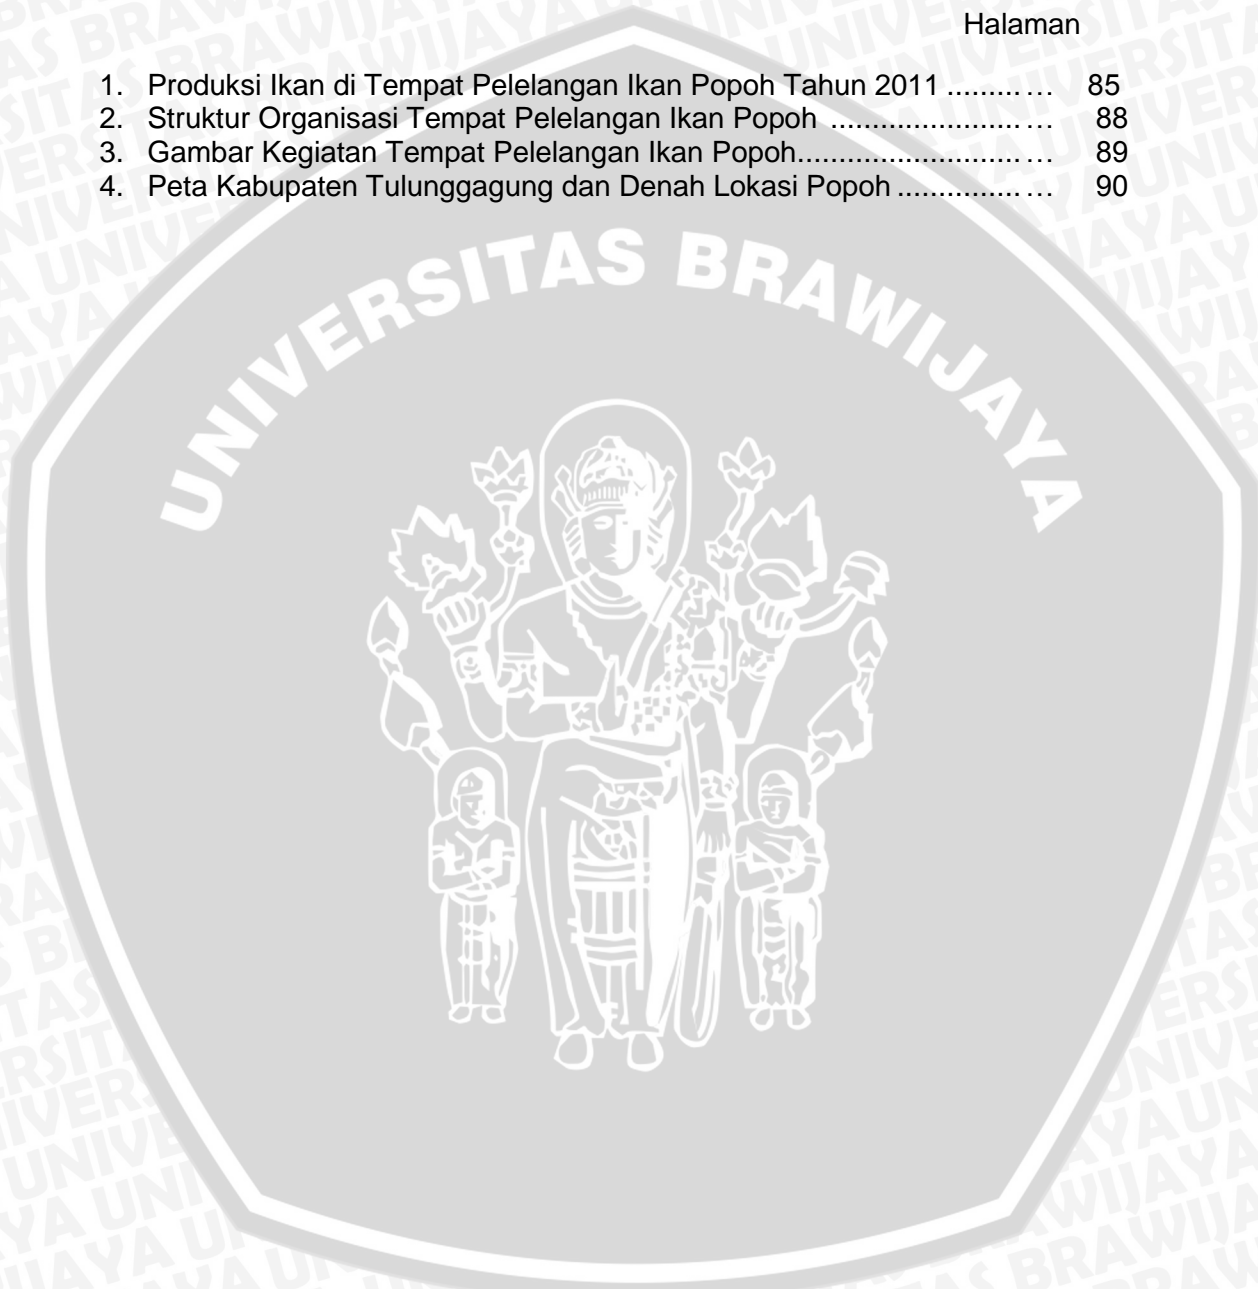 Halaman
1. Produksi Ikan di Tempat Pelelangan Ikan Popoh Tahun 2011 ............ 85
2. Struktur Organisasi Tempat Pelelangan Ikan Popoh .......................... 88
3. Gambar Kegiatan Tempat Pelelangan Ikan Popoh.............................. 89
4. Peta Kabupaten Tulunggagung dan Denah Lokasi Popoh .................. 90
UNIVERSITAS BRAWIJAYA